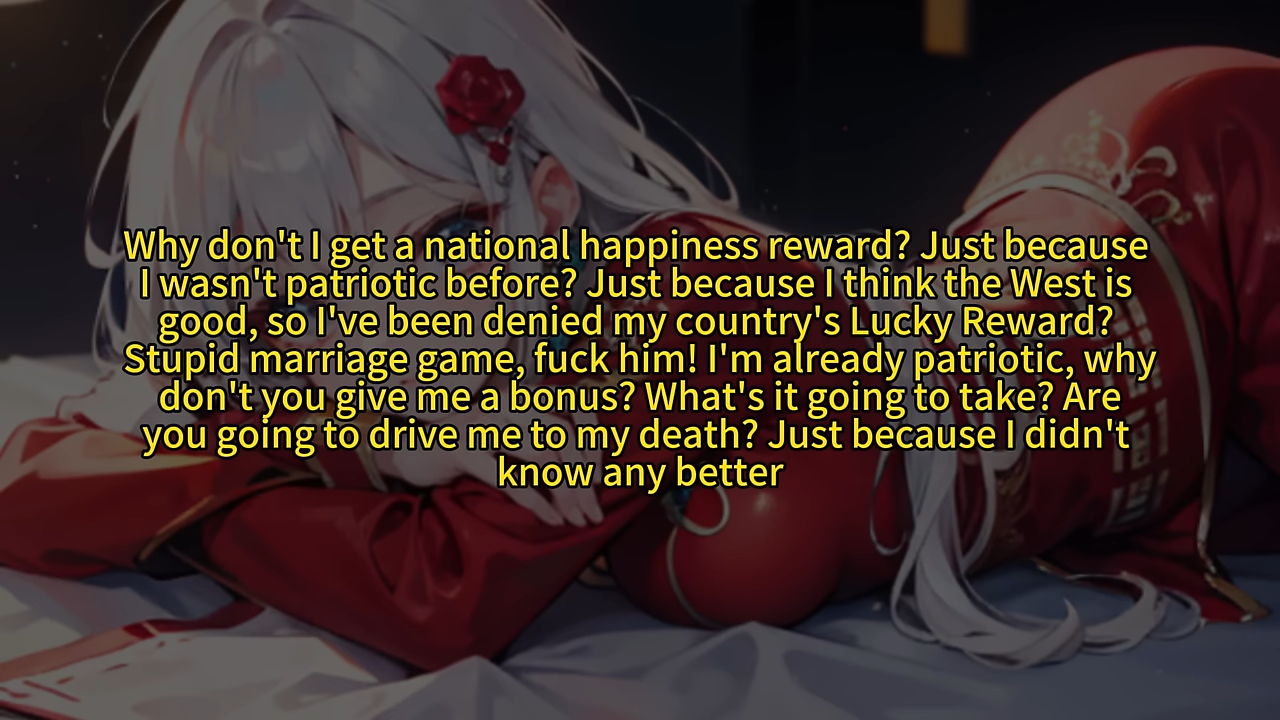 Why don't I get a national happiness reward? Just because
I wasn't patriotic before? Just because I think the West is
good, so I've been denied my country's Lucky Reward?
Stupid marriage game, fuck him! I'm already patriotic, why
don't you give me a bonus? What's it going to take? Are
you going to drive me to my death? Just because I didn't
know any better